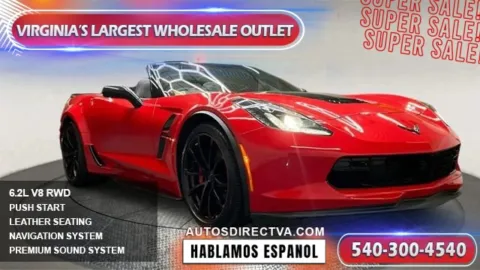 VIRGINIA'S LARGEST WHOLESALE OUTLET
SUPER SALE!
SUPER SALE!
SUPER SALE!
6.2L V8 RWD
PUSH START
LEATHER SEATING
NAVIGATION SYSTEM
PREMIUM SOUND SYSTEM
AUTOSDIRECTVA.COM
HABLAMOS ESPANOL
540-300-4540